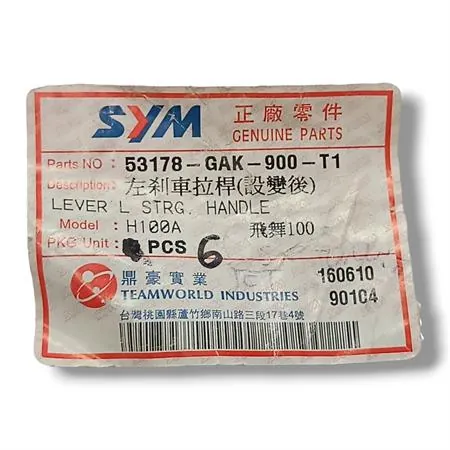 SYM 正廠零件
GENUINE PARTS
Parts NO : 53178-GAK-900-T1
Description: 左剎車拉桿(設變後)
LEVER L STRG. HANDLE
Model : H100A 飛舞100
PKG Unit: PCS 6
鼎豪實業 160610
TEAMWORLD INDUSTRIES 90104
台灣桃園縣蘆竹鄉南山路三段17巷4號